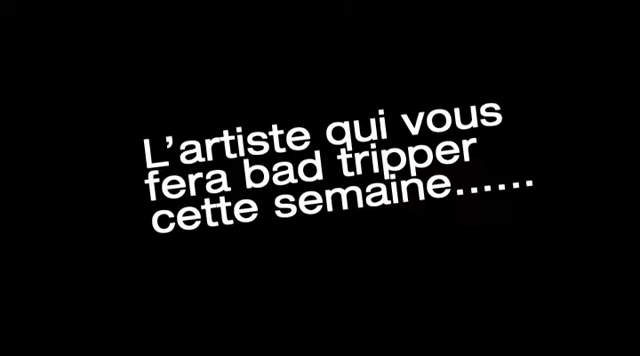 L’artiste qui vous
fera bad tripper
cette semaine......